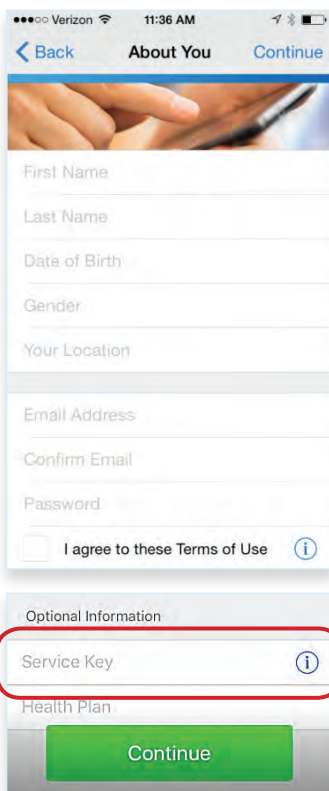 Verizon 11:36 AM
Back About You Continue
First Name
Last Name
Date of Birth
Gender
Your Location
Email Address
Confirm Email
Password
I agree to these Terms of Use i
Optional Information
Service Key i
Health Plan
Continue